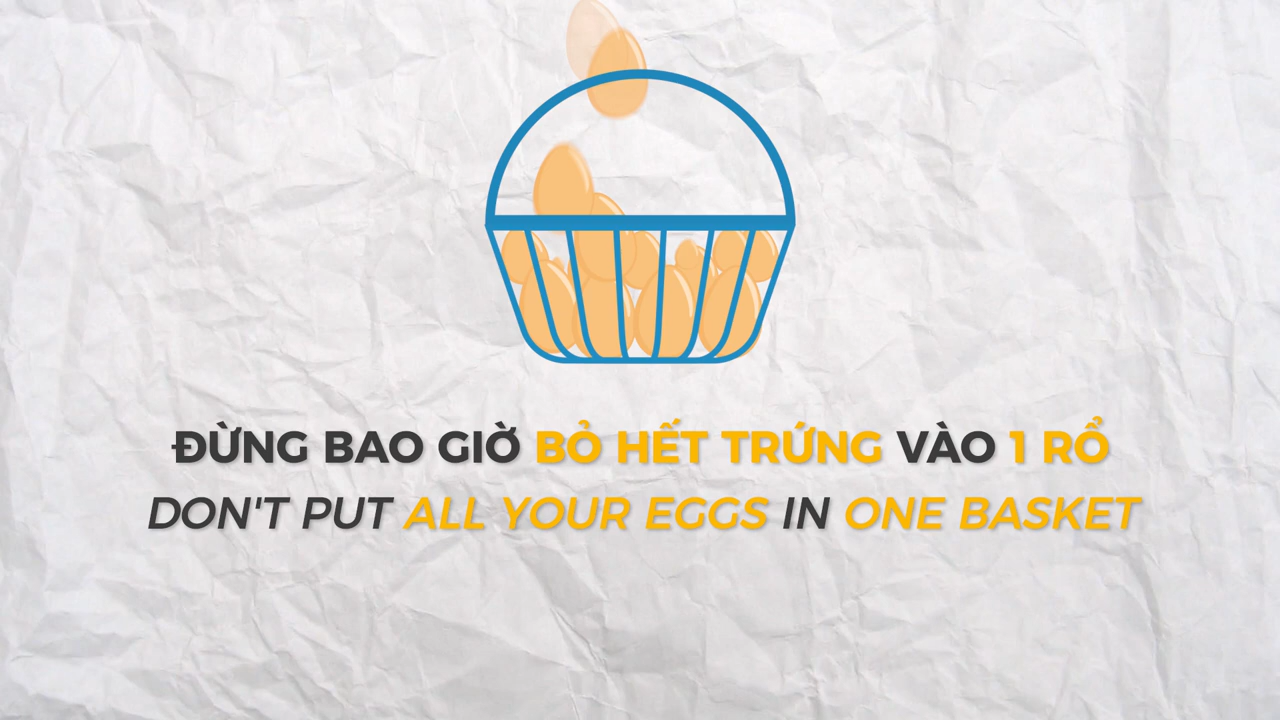 ĐỪNG BAO GIỜ BỎ HẾT TRỨNG VÀO 1 RỔ
DON'T PUT ALL YOUR EGGS IN ONE BASKET